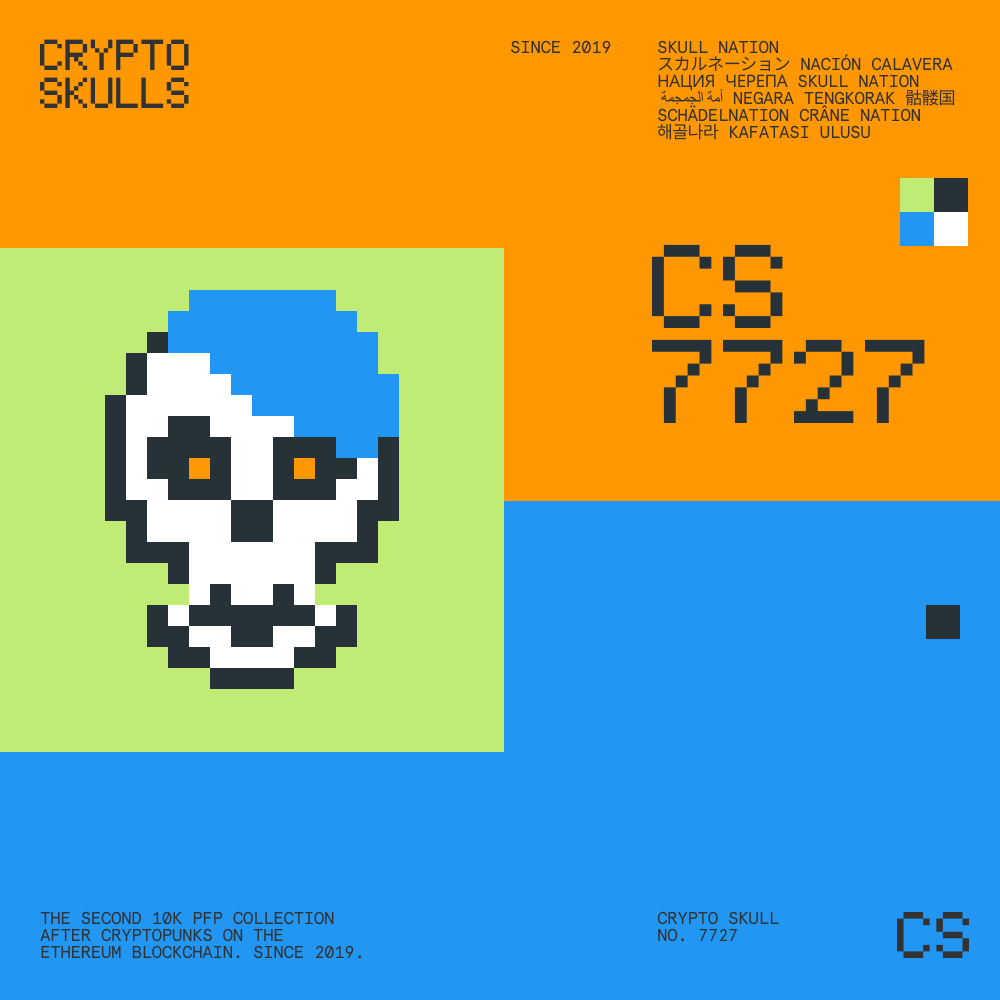 CRYPTO
SKULLS
SINCE 2019
SKULL NATION
スカルネーション NACIÓN CALAVERA
НАЦИЯ ЧЕРЕПА SKULL NATION
أمة الجمجمة NEGARA TENGKORAK 骷髅国
SCHÄDELNATION CRÂNE NATION
해골나라 KAFATASI ULUSU
CS
7727
THE SECOND 10K PFP COLLECTION
AFTER CRYPTOPUNKS ON THE
ETHEREUM BLOCKCHAIN. SINCE 2019.
CRYPTO SKULL
NO. 7727
CS